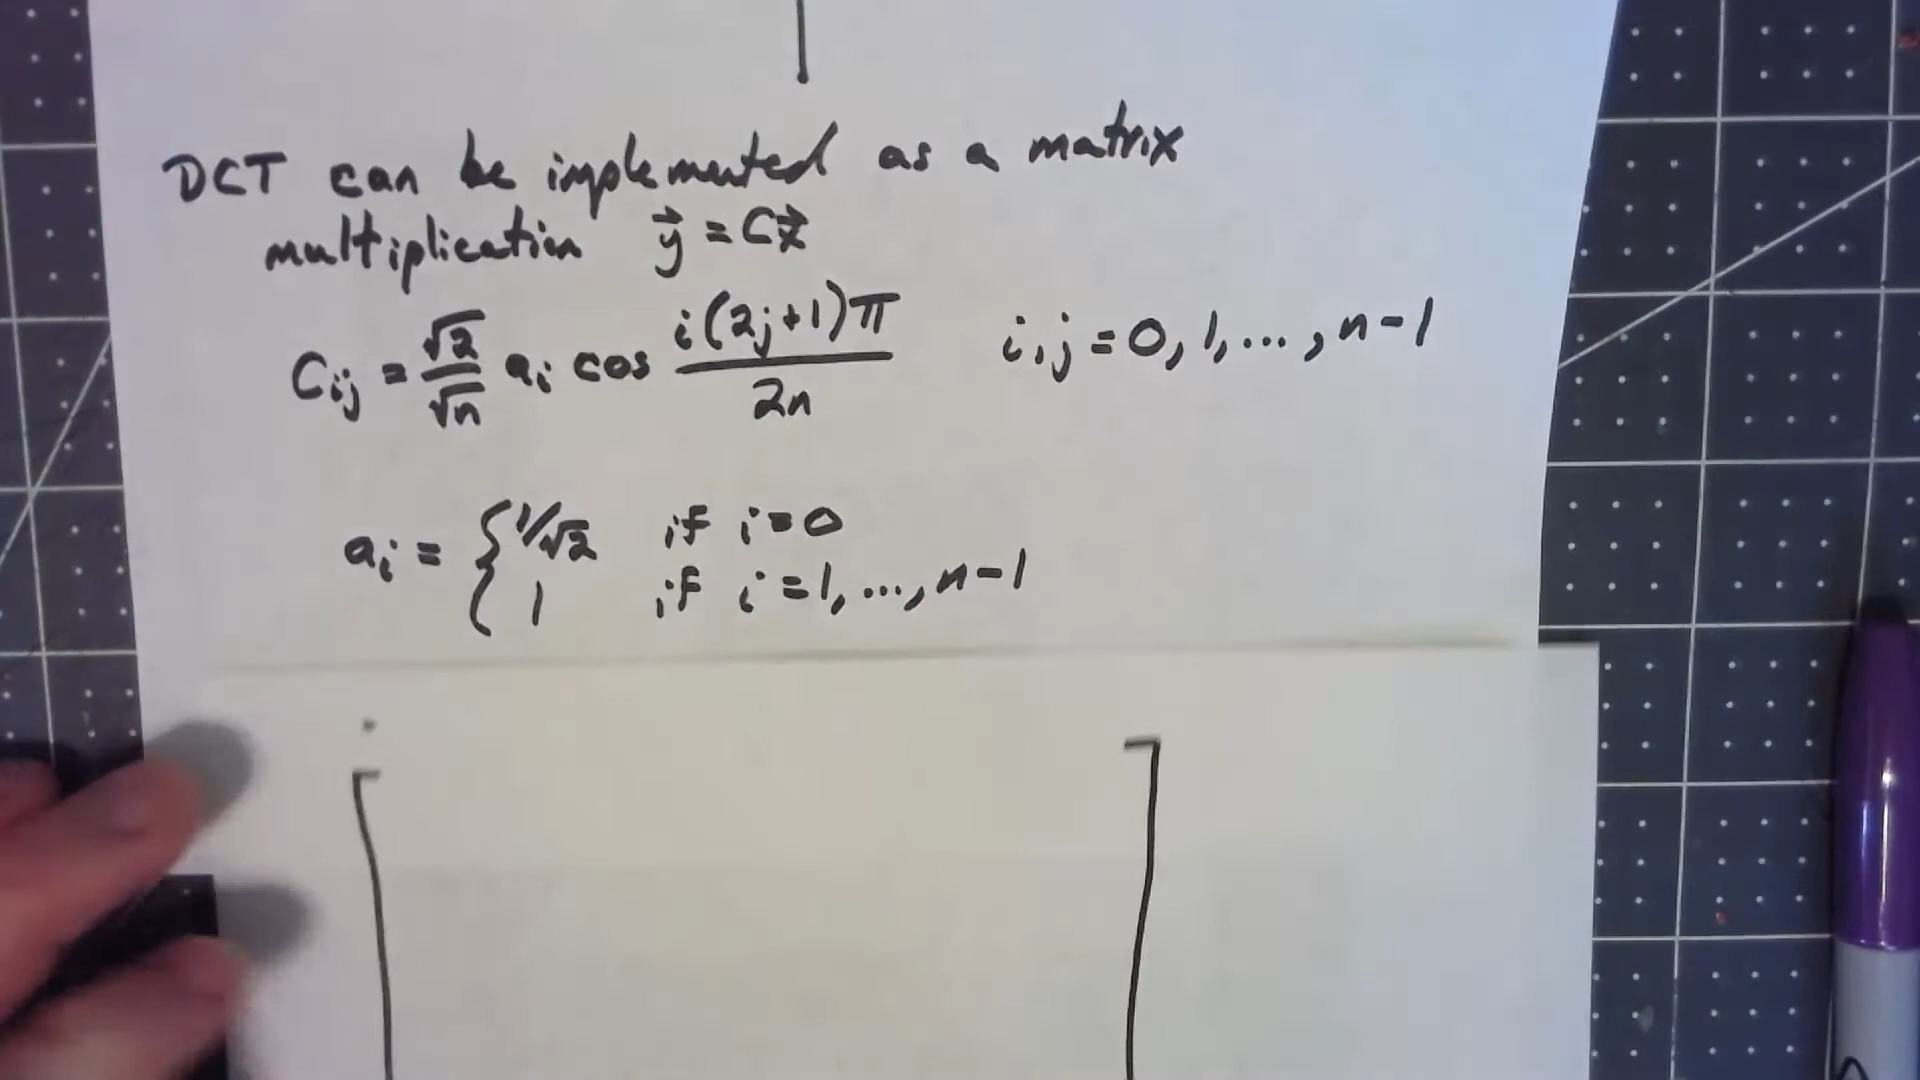 DCT can be implemented as a matrix
multiplication y⃗ = Cx⃗
Cij = √2/√n ai cos i(2j+1)π/2n i,j = 0, 1, ..., n-1
ai = { 1/√2 if i=0
1 if i=1, ..., n-1